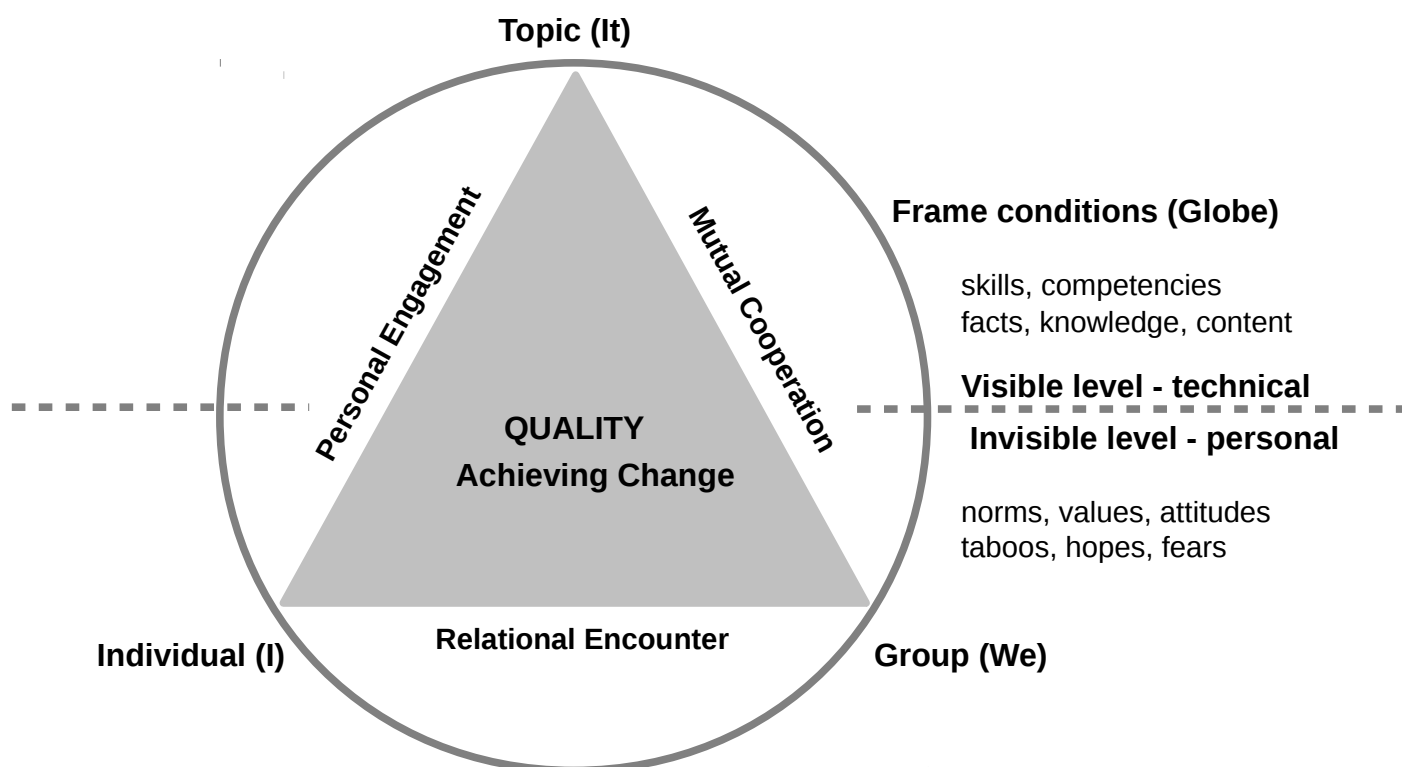 Topic (It)
Frame conditions (Globe)
Personal Engagement
Mutual Cooperation
skills, competencies
facts, knowledge, content
Visible level - technical
Invisible level - personal
QUALITY
Achieving Change
norms, values, attitudes
taboos, hopes, fears
Relational Encounter
Individual (I)
Group (We)